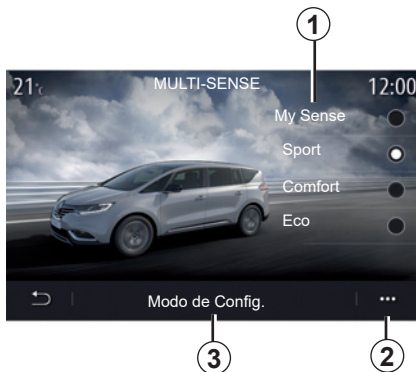 1
21°c MULTI-SENSE 12:00
My Sense
Sport
Comfort
Eco
Modo de Config.
3 2